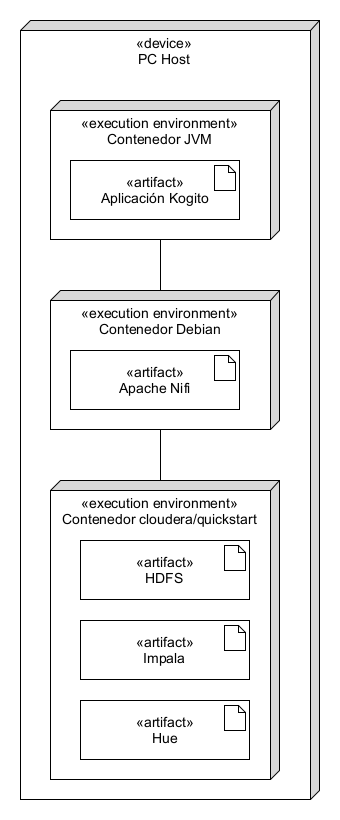 «device»
PC Host
«execution environment»
Contenedor JVM
«artifact»
Aplicación Kogito
«execution environment»
Contenedor Debian
«artifact»
Apache Nifi
«execution environment»
Contenedor cloudera/quickstart
«artifact»
HDFS
«artifact»
Impala
«artifact»
Hue